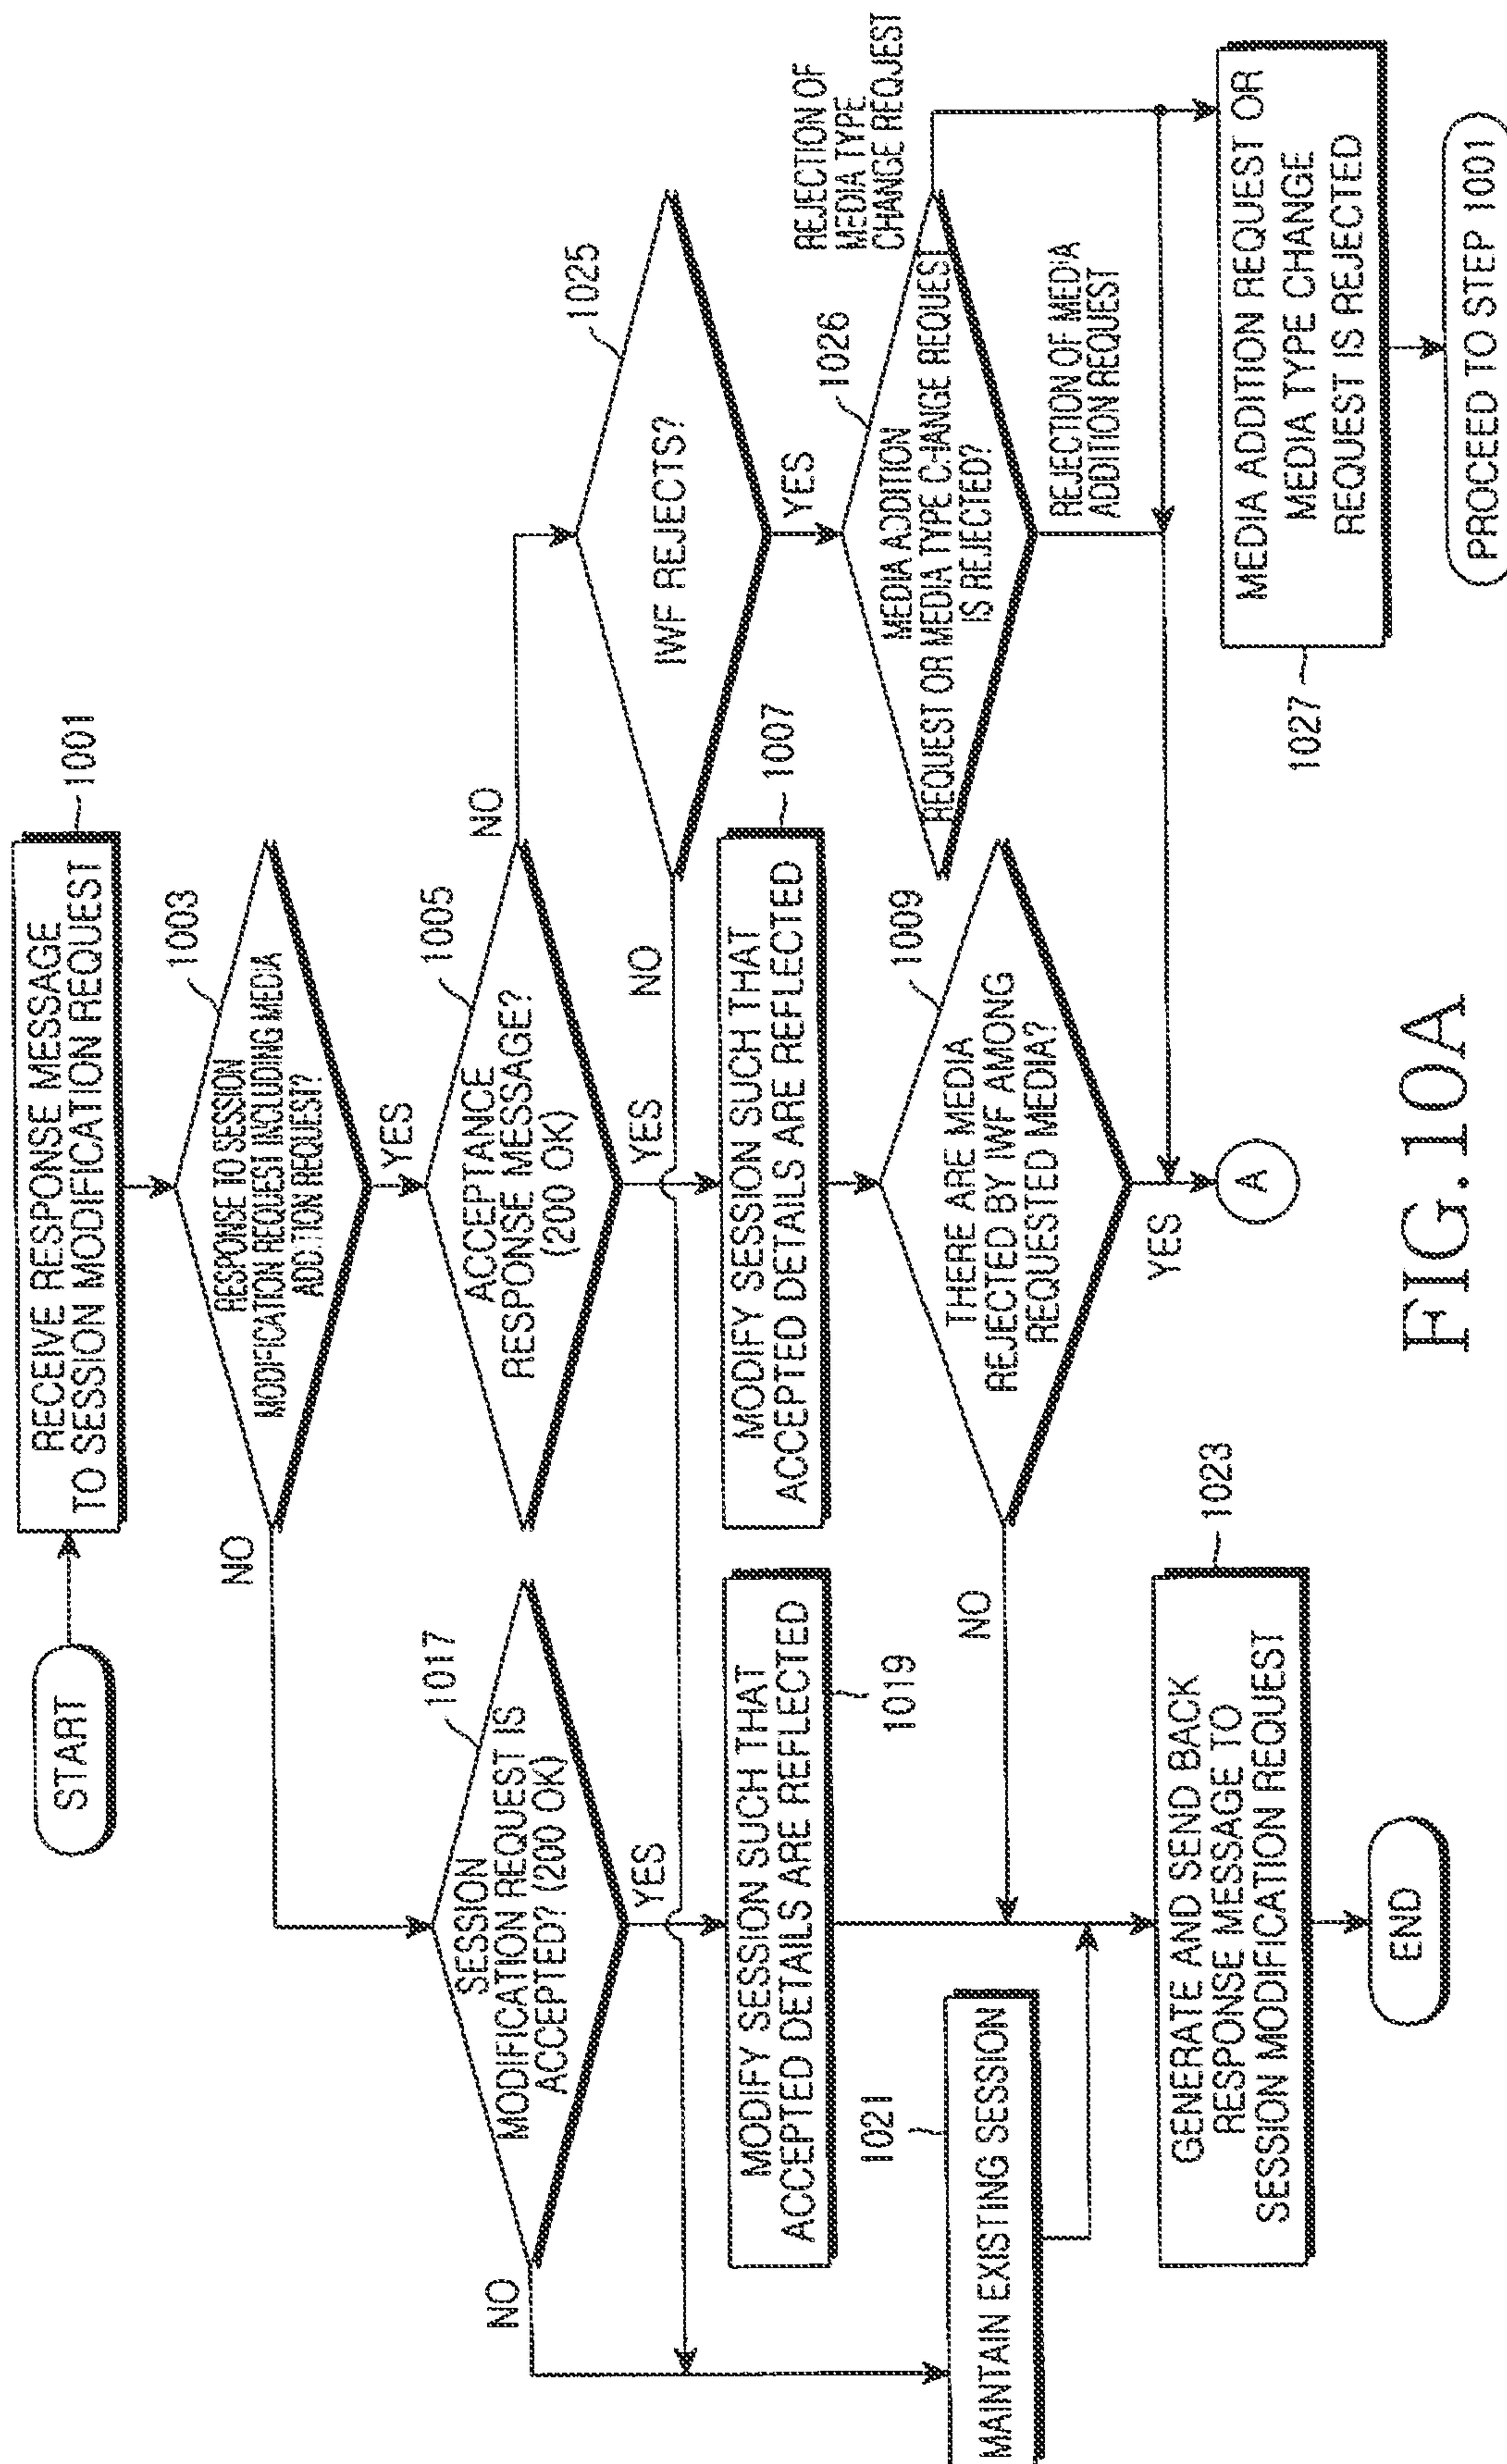 START
RECEIVE RESPONSE MESSAGE
TO SESSION MODIFICATION REQUEST
1001
RESPONSE TO SESSION
MODIFICATION REQUEST INCLUDING MEDIA
ADDITION REQUEST?
1003
NO
YES
SESSION
MODIFICATION REQUEST IS
ACCEPTED? (200 OK)
1017
NO
YES
ACCEPTANCE
RESPONSE MESSAGE?
(200 OK)
1005
NO
YES
IWF REJECTS?
1025
NO
YES
MODIFY SESSION SUCH THAT
ACCEPTED DETAILS ARE REFLECTED
1019
MODIFY SESSION SUCH THAT
ACCEPTED DETAILS ARE REFLECTED
1007
MEDIA ADDITION
REQUEST OR MEDIA TYPE CHANGE REQUEST
IS REJECTED?
1026
REJECTION OF
MEDIA TYPE
CHANGE REQUEST
REJECTION OF MEDIA
ADDITION REQUEST
MAINTAIN EXISTING SESSION
1021
THERE ARE MEDIA
REJECTED BY IWF AMONG
REQUESTED MEDIA?
1009
NO
YES
GENERATE AND SEND BACK
RESPONSE MESSAGE TO
SESSION MODIFICATION REQUEST
1023
A
MEDIA ADDITION REQUEST OR
MEDIA TYPE CHANGE
REQUEST IS REJECTED
1027
END
PROCEED TO STEP 1001
FIG.10A